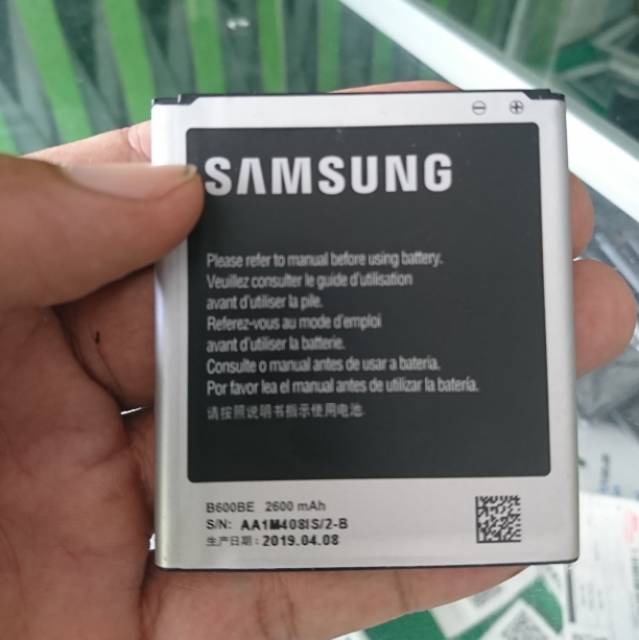 ⊖ ⊕
SAMSUNG
Please refer to manual before using battery.
Veuillez consulter le guide d'utilisation
avant d'utiliser la pile.
Referez-vous au mode d'emploi
avant d'utiliser la batterie.
Consulte o manual antes de usar a bateria.
Por favor lea el manual antes de utilizar la batería.
请按照说明书指示使用电池.
B600BE 2600 mAh
S/N: AA1M408IS/2-B
生产日期: 2019.04.08